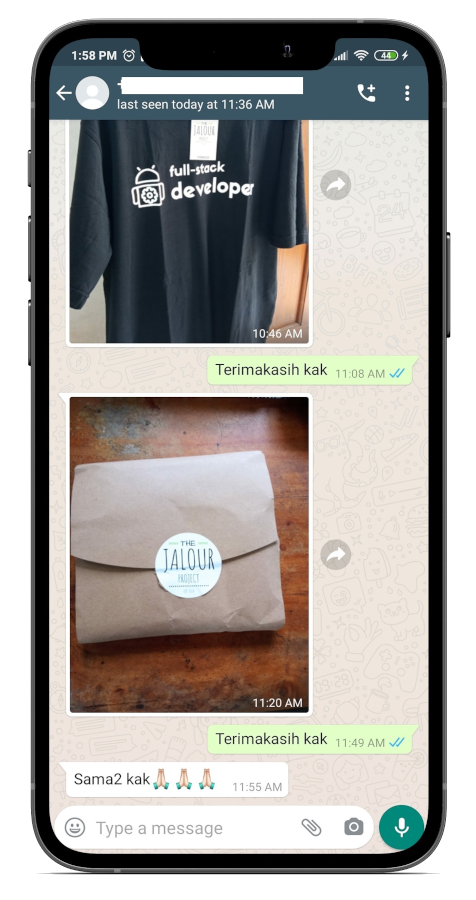 1:58 PM
44
last seen today at 11:36 AM
THE
JALOUR
full-stack
developer
10:46 AM
Terimakasih kak 11:08 AM
THE
JALOUR
PROJECT
11:20 AM
Terimakasih kak 11:49 AM
Sama2 kak🙏🏻🙏🏻🙏🏻 11:55 AM
Type a message